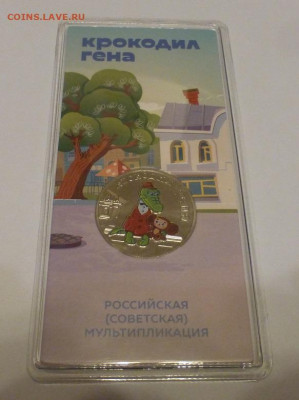 COINS.LAVE.RU
крокодил
гена
РОССИЙСКАЯ
(СОВЕТСКАЯ)
МУЛЬТИПЛИКАЦИЯ